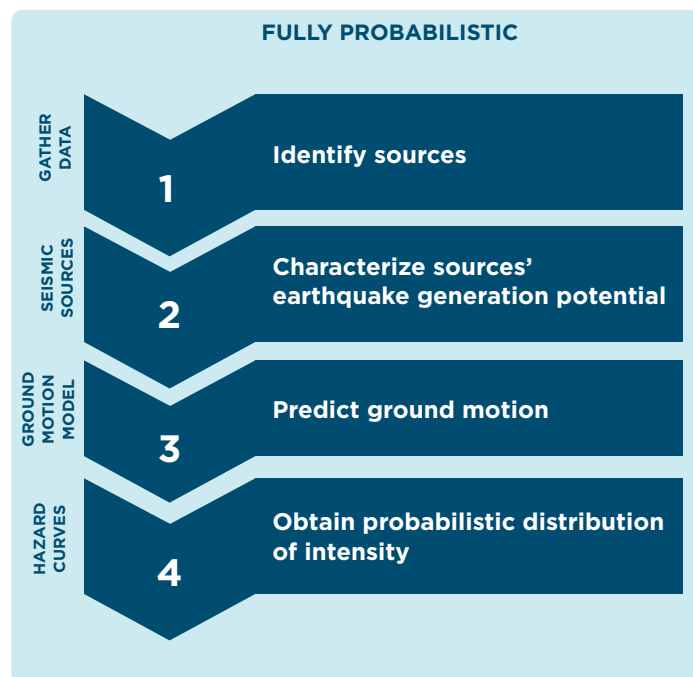 FULLY PROBABILISTIC
GATHER
DATA
1
Identify sources
SEISMIC
SOURCES
2
Characterize sources’
earthquake generation potential
GROUND
MOTION
MODEL
3
Predict ground motion
HAZARD
CURVES
4
Obtain probabilistic distribution
of intensity